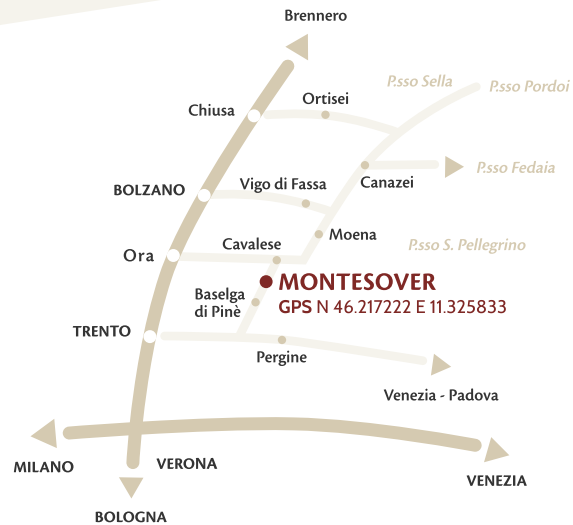 Brennero
P.sso Sella
P.sso Pordoi
Ortisei
Chiusa
P.sso Fedaia
Canazei
Vigo di Fassa
BOLZANO
Moena
P.sso S. Pellegrino
Cavalese
Ora
MONTESOVER
GPS N 46.217222 E 11.325833
Baselga
di Pinè
TRENTO
Pergine
Venezia - Padova
MILANO
VERONA
VENEZIA
BOLOGNA